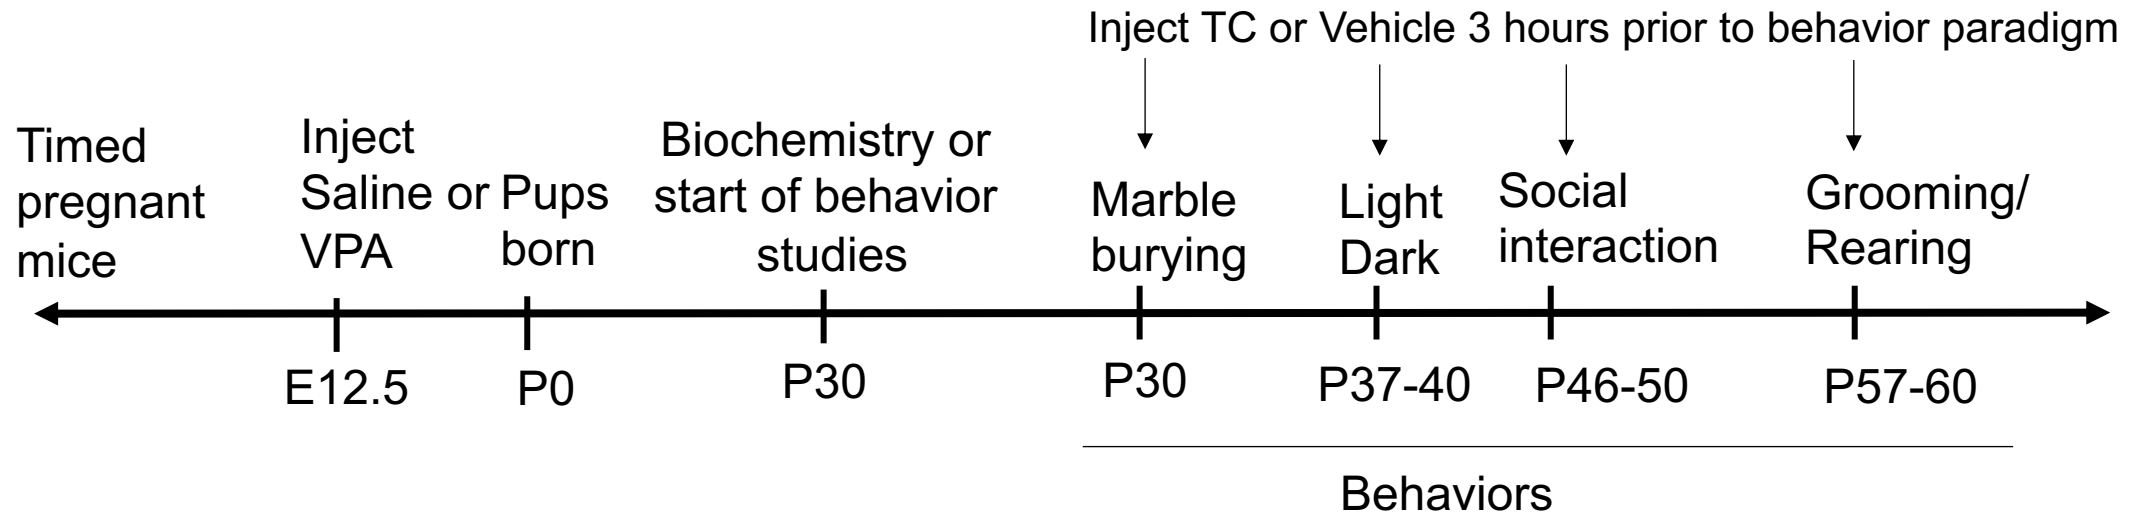 Inject TC or Vehicle 3 hours prior to behavior paradigm
Timed
pregnant
mice
Inject
Saline or
VPA
Pups
born
Biochemistry or
start of behavior
studies
Marble
burying
Light
Dark
Social
interaction
Grooming/
Rearing
E12.5
P0
P30
P30
P37-40
P46-50
P57-60
Behaviors